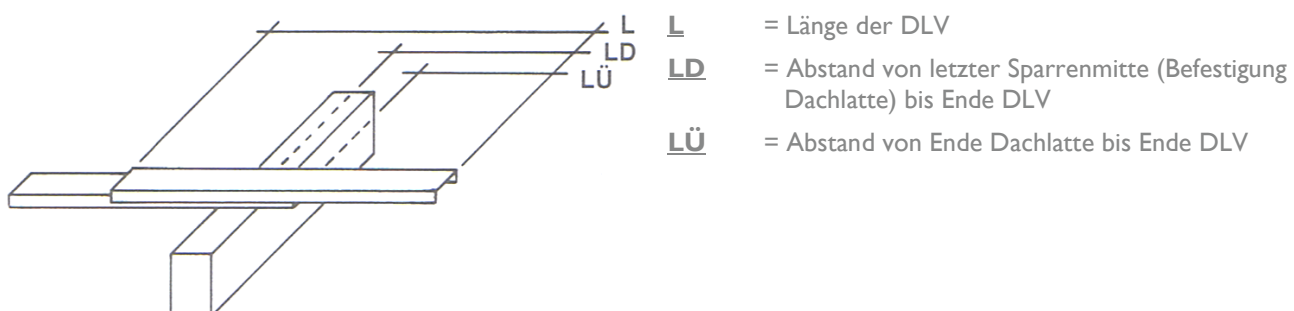 L
LD
LÜ
L = Länge der DLV
LD = Abstand von letzter Sparrenmitte (Befestigung
Dachlatte) bis Ende DLV
LÜ = Abstand von Ende Dachlatte bis Ende DLV